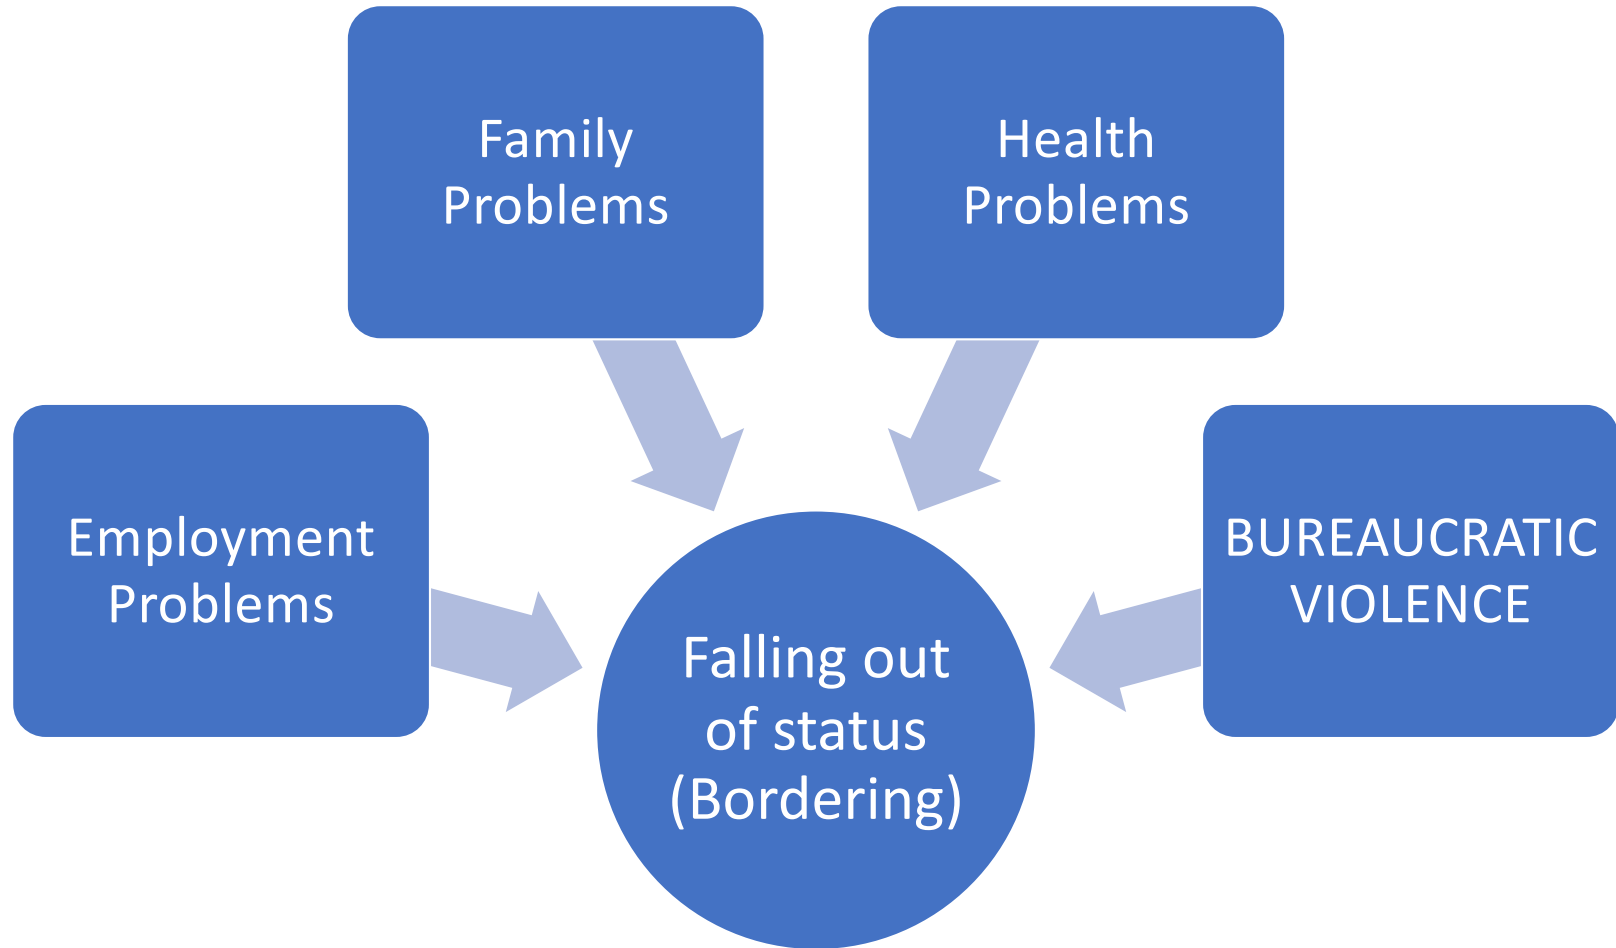 Family
Problems
Health
Problems
Employment
Problems
BUREAUCRATIC
VIOLENCE
Falling out
of status
(Bordering)